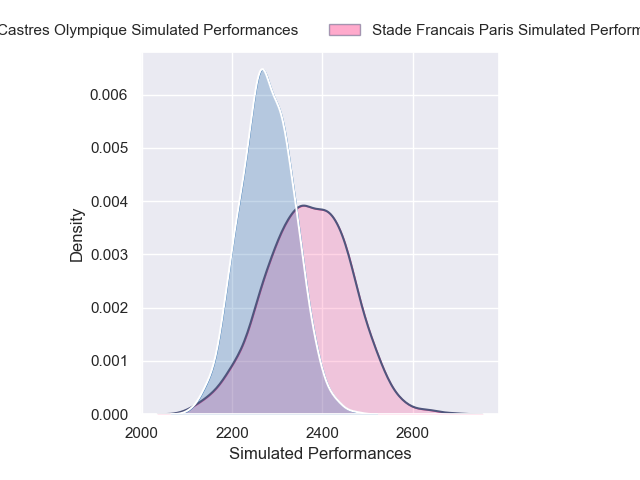 Castres Olympique Simulated Performances
Stade Francais Paris Simulated
0.006
0.005
0.004
0.003
0.002
0.001
0.000
Density
2000 2200 2400 2600
Simulated Performances